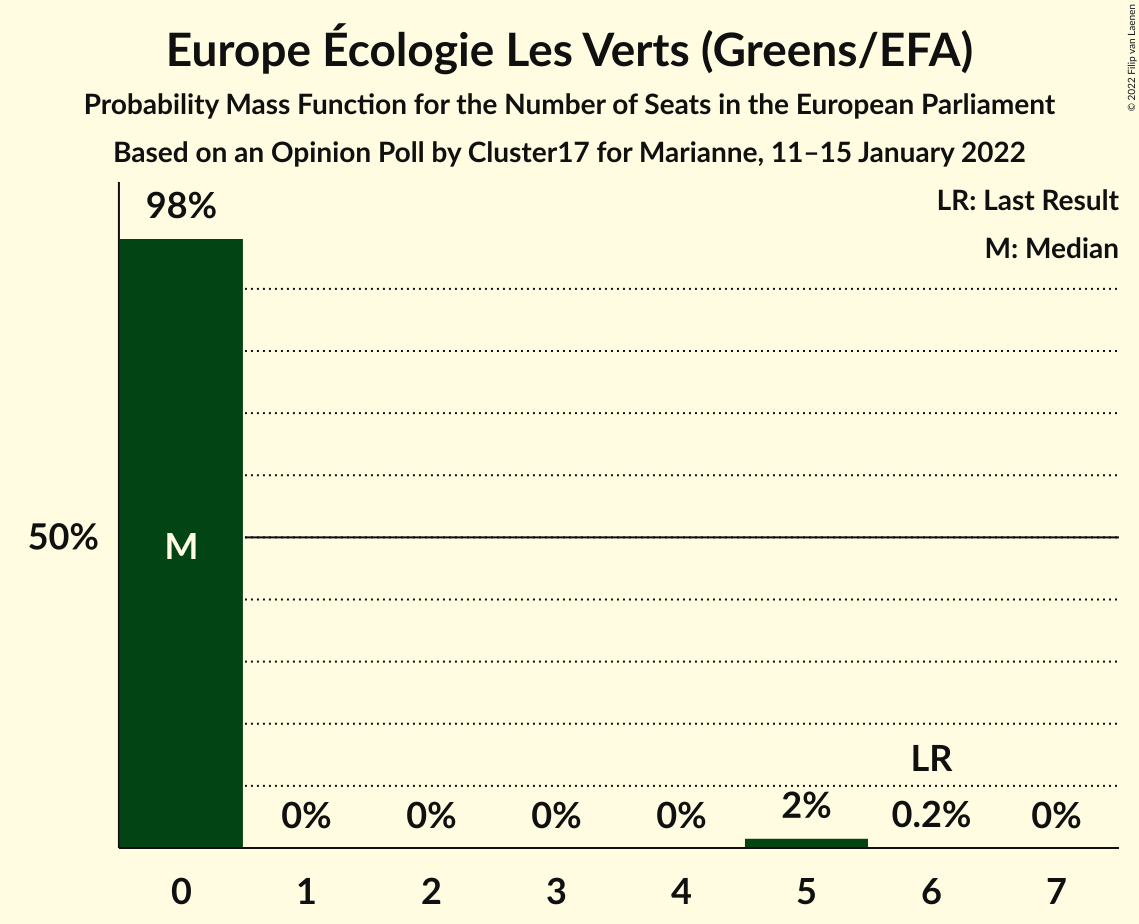 Europe Écologie Les Verts (Greens/EFA)
Probability Mass Function for the Number of Seats in the European Parliament
Based on an Opinion Poll by Cluster17 for Marianne, 11–15 January 2022
© 2022 Filip van Laenen
LR: Last Result
M: Median
98%
50%
M
LR
0% 0% 0% 0% 2% 0.2% 0%
0 1 2 3 4 5 6 7